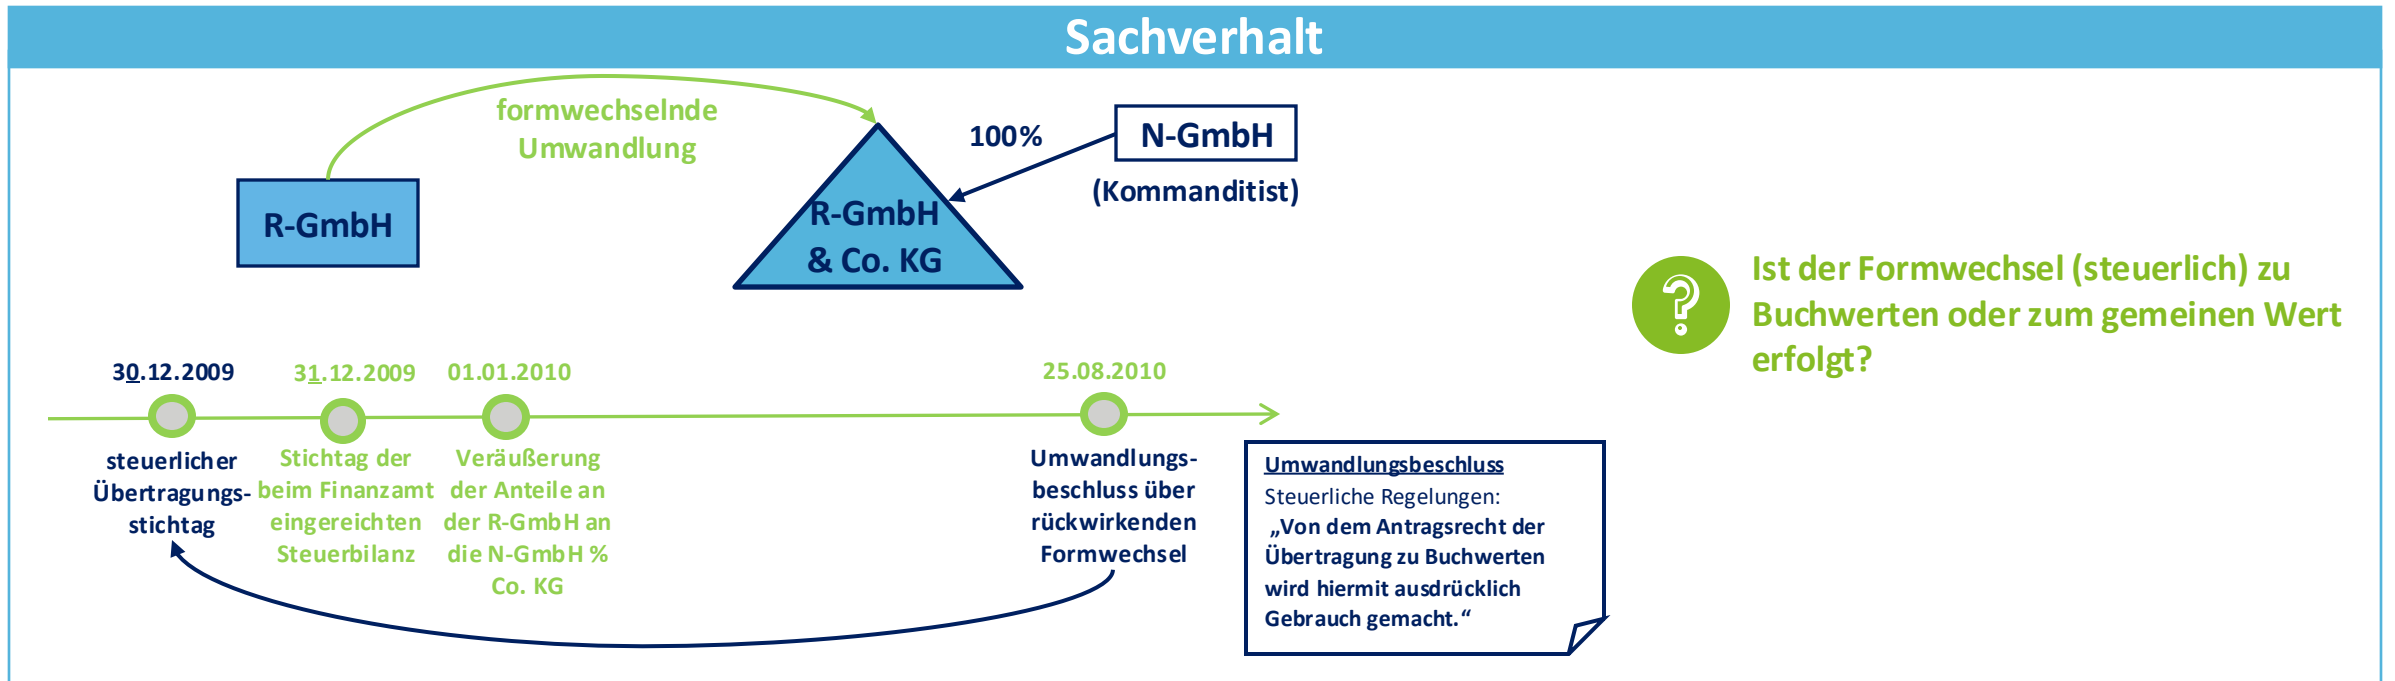 Sachverhalt
formwechselnde
Umwandlung
R-GmbH
R-GmbH
& Co. KG
100%
N-GmbH
(Kommanditist)
Ist der Formwechsel (steuerlich) zu
Buchwerten oder zum gemeinen Wert
erfolgt?
30.12.2009
steuerlicher
Übertragungs-
stichtag
31.12.2009
Stichtag der
beim Finanzamt
eingereichten
Steuerbilanz
01.01.2010
Veräußerung
der Anteile an
der R-GmbH an
die N-GmbH %
Co. KG
25.08.2010
Umwandlungs-
beschluss über
rückwirkenden
Formwechsel
Umwandlungsbeschluss
Steuerliche Regelungen:
„Von dem Antragsrecht der
Übertragung zu Buchwerten
wird hiermit ausdrücklich
Gebrauch gemacht.“
?